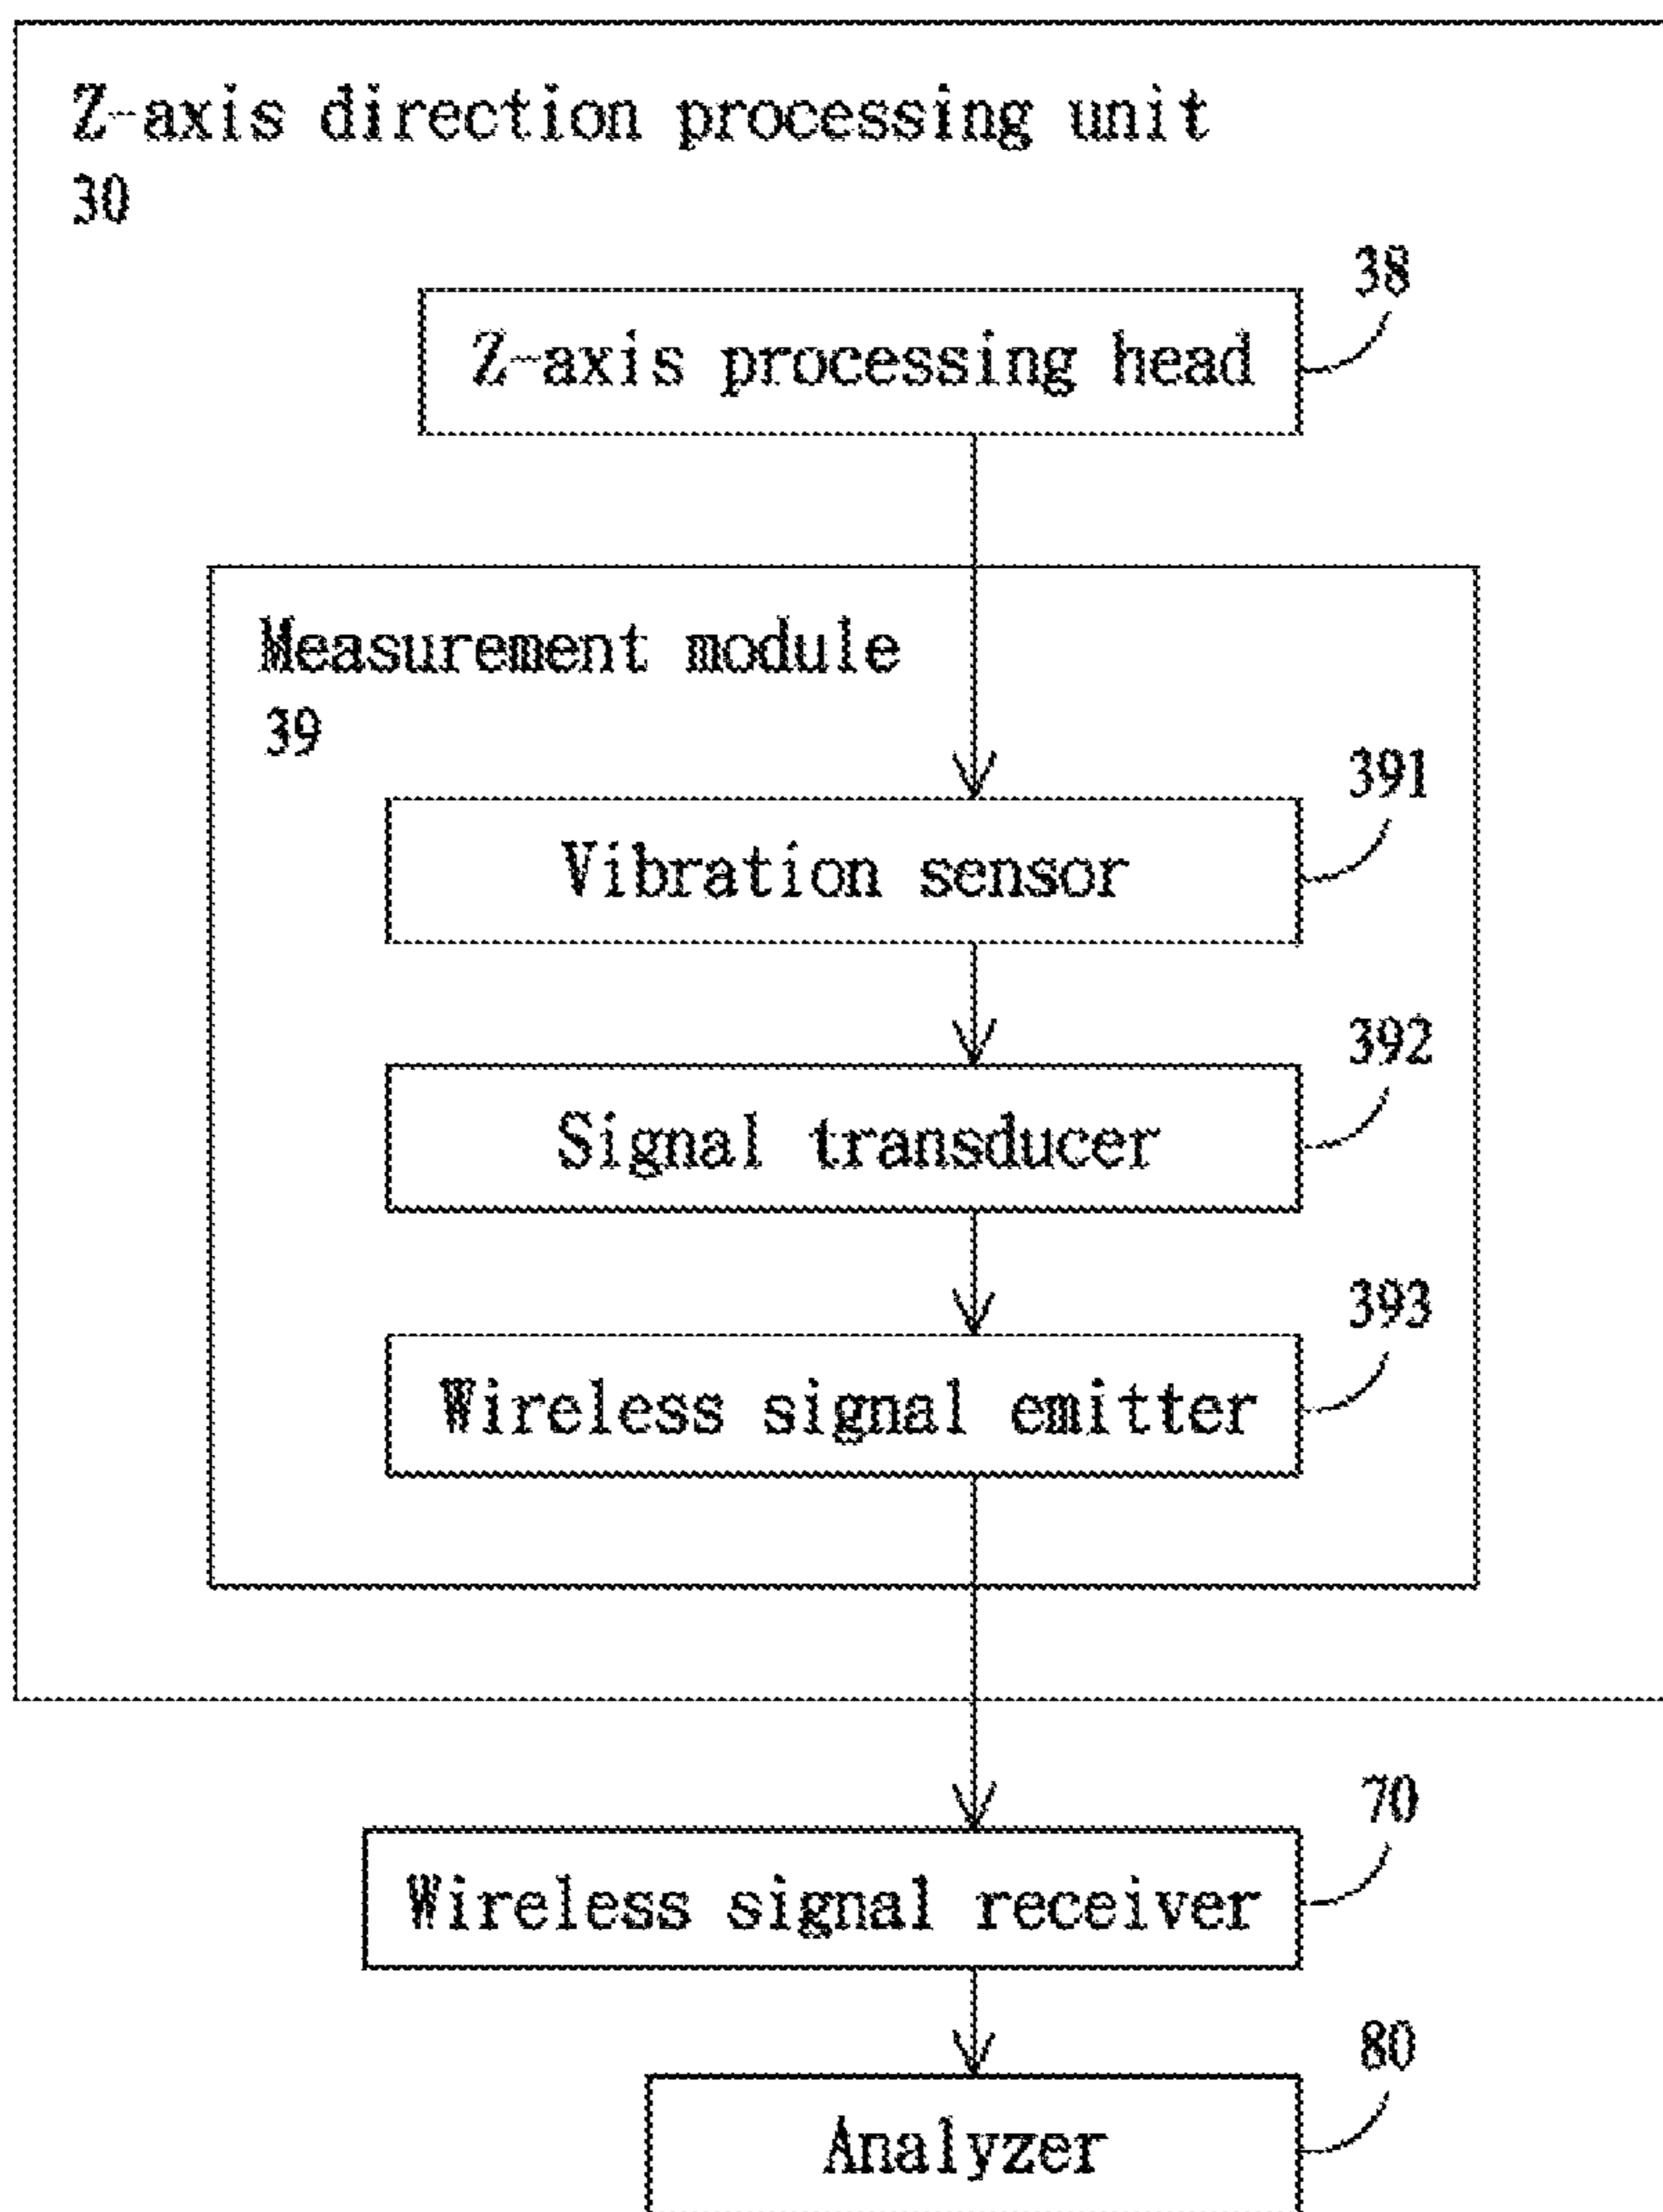 Z-axis direction processing unit
30
38
Z-axis processing head
Measurement module
39
391
Vibration sensor
392
Signal transducer
393
Wireless signal emitter
70
Wireless signal receiver
80
Analyzer